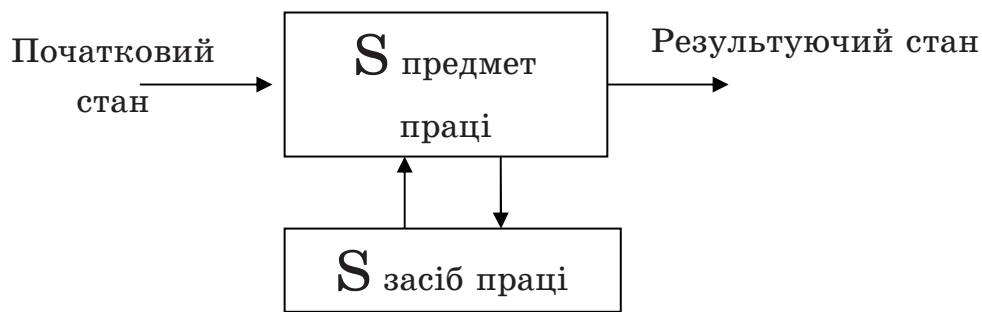 Початковий
стан
S предмет
праці
Результуючий стан
S засіб праці